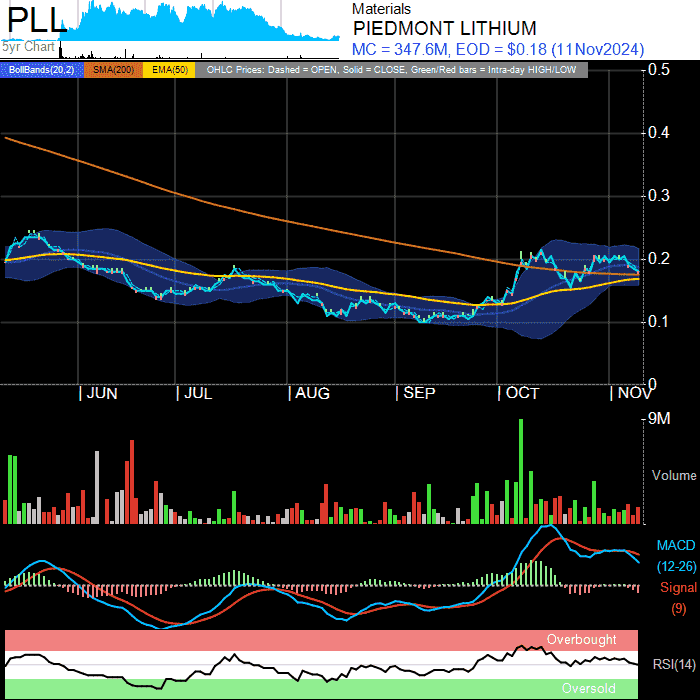 PLL
5yr Chart
Materials
PIEDMONT LITHIUM
MC = 347.6M, EOD = $0.18 (11Nov2024)
BollBands(20,2) SMA(200) EMA(50) OHLC Prices: Dashed = OPEN, Solid = CLOSE, Green/Red bars = Intra-day HIGH/LOW
0.5
0.4
0.3
0.2
0.1
0
JUN JUL AUG SEP OCT NOV
9M
Volume
MACD
(12-26)
Signal
(9)
Overbought
RSI(14)
Oversold